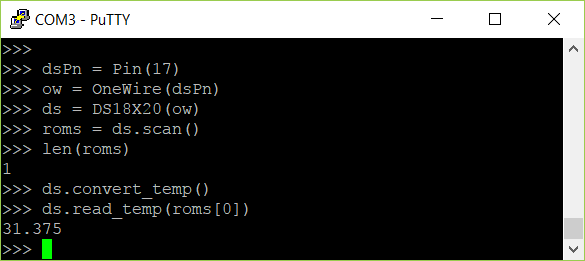 COM3 - PuTTY
>>>
>>> dsPn = Pin(17)
>>> ow = OneWire(dsPn)
>>> ds = DS18X20(ow)
>>> roms = ds.scan()
>>> len(roms)
1
>>> ds.convert_temp()
>>> ds.read_temp(roms[0])
31.375
>>>